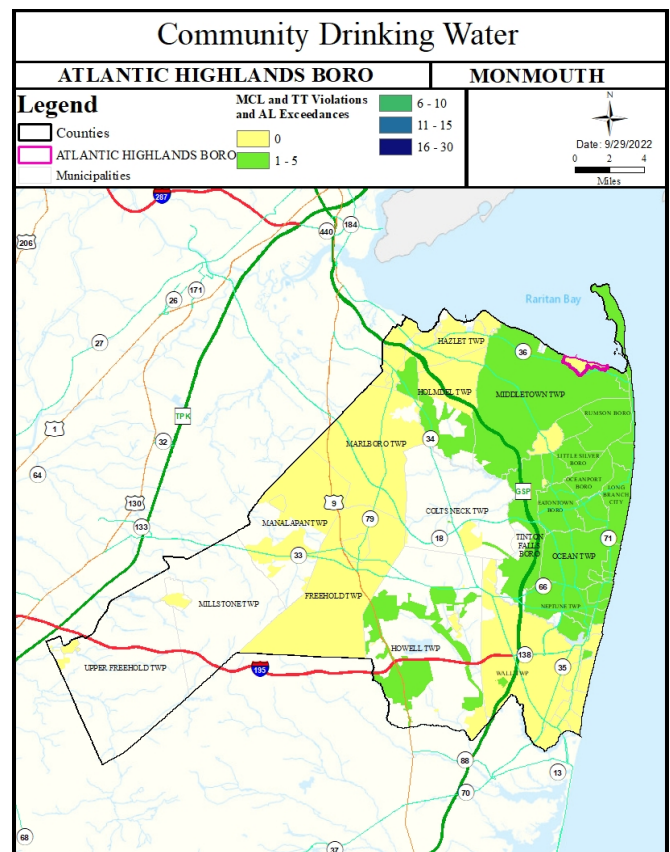 Community Drinking Water
ATLANTIC HIGHLANDS BORO
MONMOUTH
Legend
Counties
ATLANTIC HIGHLANDS BORO
Municipalities
MCL and TT Violations
and AL Exceedances
0
1 - 5
6 - 10
11 - 15
16 - 30
N
Date: 9/29/2022
0 2 4
Miles
287
440
184
206
171
26
27
Raritan Bay
HAZLET TWP
36
HOLMDEL TWP
MIDDLETOWN TWP
RUMSON BORO
TPK
1
32
34
MARLBORO TWP
LITTLE SILVER
BORO
OCEANPORT
BORO
LONG
BRANCH
CITY
64
130
9
GSP
EATONTOWN
BORO
133
79
COLTS NECK TWP
MANALAPAN TWP
18
TINTON
FALLS
BORO
71
33
OCEAN TWP
66
MILLSTONE TWP
FREEHOLD TWP
NEPTUNE TWP
HOWELL TWP
138
35
UPPER FREEHOLD TWP
195
WALL TWP
88
13
70
68
37